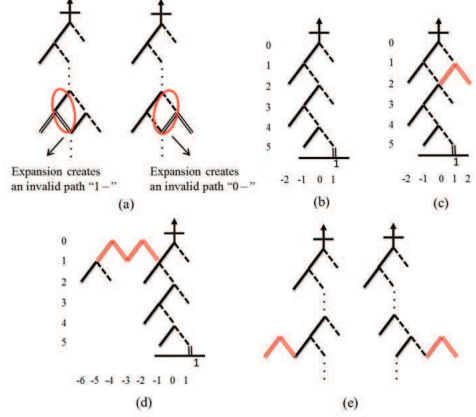 Expansion creates
an invalid path “1−”
Expansion creates
an invalid path “0−”
(a)
0
1
2
3
4
5
1
-2 -1 0 1
(b)
0
1
2
3
4
5
1
-2 -1 0 1 2
(c)
0
1
2
3
4
5
1
-6 -5 -4 -3 -2 -1 0 1
(d)
(e)